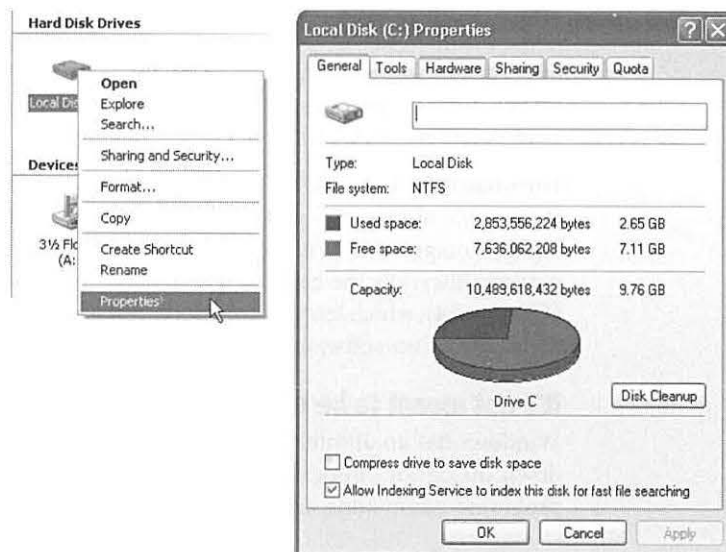 Hard Disk Drives
Local Dis
Open
Explore
Search...
Sharing and Security...
Devices
Format...
Copy
3½ Flo
(A:
Create Shortcut
Rename
Properties
Local Disk (C:) Properties
General Tools Hardware Sharing Security Quota
Type: Local Disk
File system: NTFS
Used space: 2,853,556,224 bytes 2.65 GB
Free space: 7,636,062,208 bytes 7.11 GB
Capacity: 10,489,618,432 bytes 9.76 GB
Drive C
Disk Cleanup
Compress drive to save disk space
Allow Indexing Service to index this disk for fast file searching
OK Cancel Apply